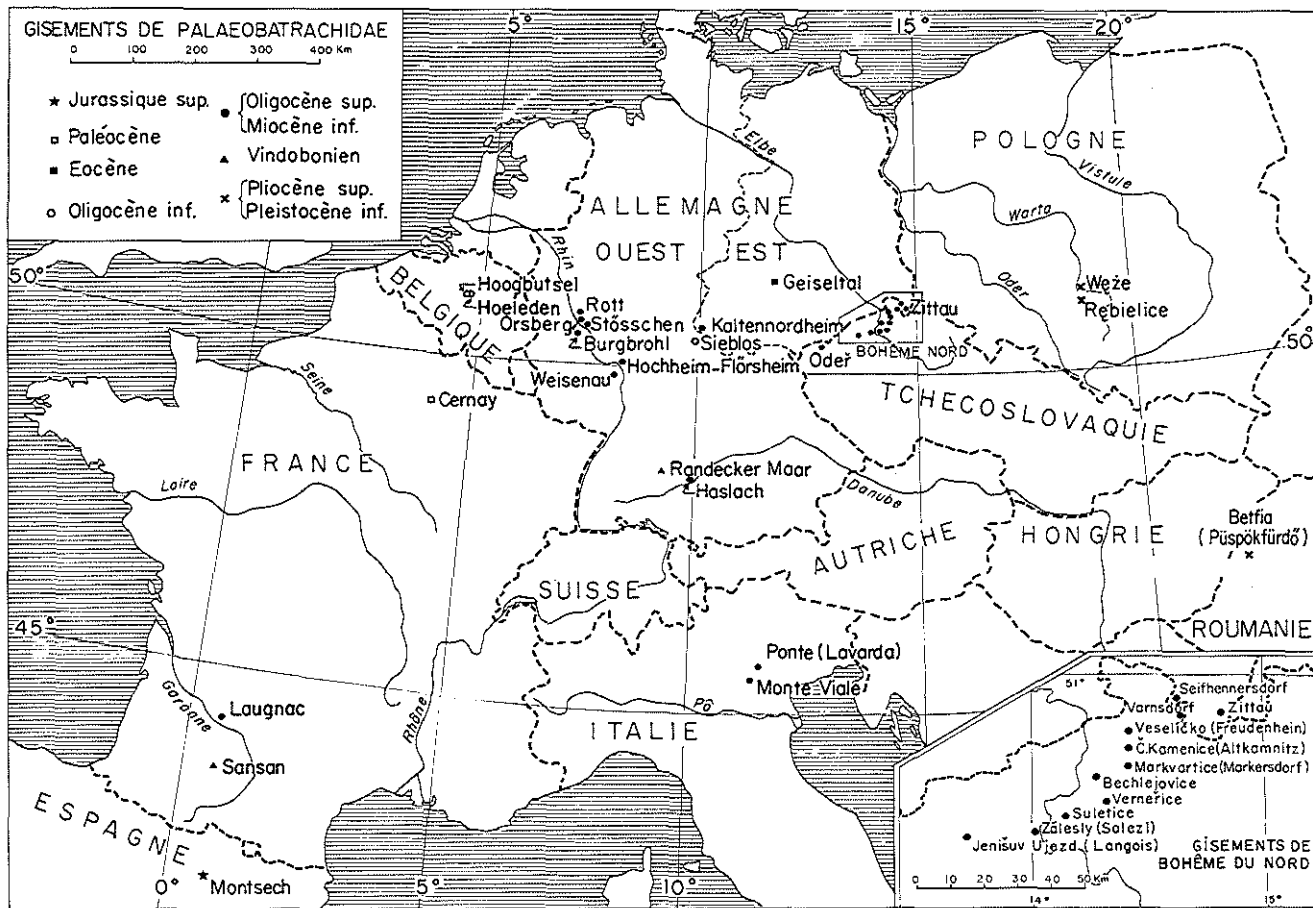 GISEMENTS DE PALAEOBATRACHIDAE
0 100 200 300 400 Km
Jurassique sup.
Paléocène
Eocène
Oligocène inf.
Oligocène sup.
Miocène inf.
Vindobonien
Pliocène sup.
Pleistocène inf.
5°
10
15°
20°
POLOGNE
Vistule
Warta
Oder
Elbe
ALLEMAGNE
OUEST EST
Rhin
50°
BELGIQUE
Hoogbutsel
Hoeleden
Rott
Orsberg
Stösschen
Burgbrohl
Geiseltal
Kaltennordheim
Sieblos
Zittau
BOHÊME NORD
Odeř
Węże
Rębielice
50°
Hochheim-Flörsheim
Weisenau
Cernay
Seine
FRANCE
Loire
TCHECOSLOVAQUIE
Randecker Maar
Haslach
Danube
AUTRICHE
HONGRIE
Betfia
(Püspökfürdő)
SUISSE
ROUMANIE
45°
Ponte (Lavarda)
Monte Viale
Pô
ITALIE
Rhône
Garonne
Laugnac
Sansan
ESPAGNE
Montsech
0°
5°
10°
51°
Seifhennersdorf
Varnsdorf
Zittau
Veselíčko (Freudenhein)
Č.Kamenice (Altkamnitz)
Markvartice (Markersdorf)
Bechlejovice
Verneřice
Suletice
Zálesly (Salezl)
Jenišuv Ujezd (Langois)
GISEMENTS DE
BOHÊME DU NORD
0 10 20 30 50 Km
14°
15°